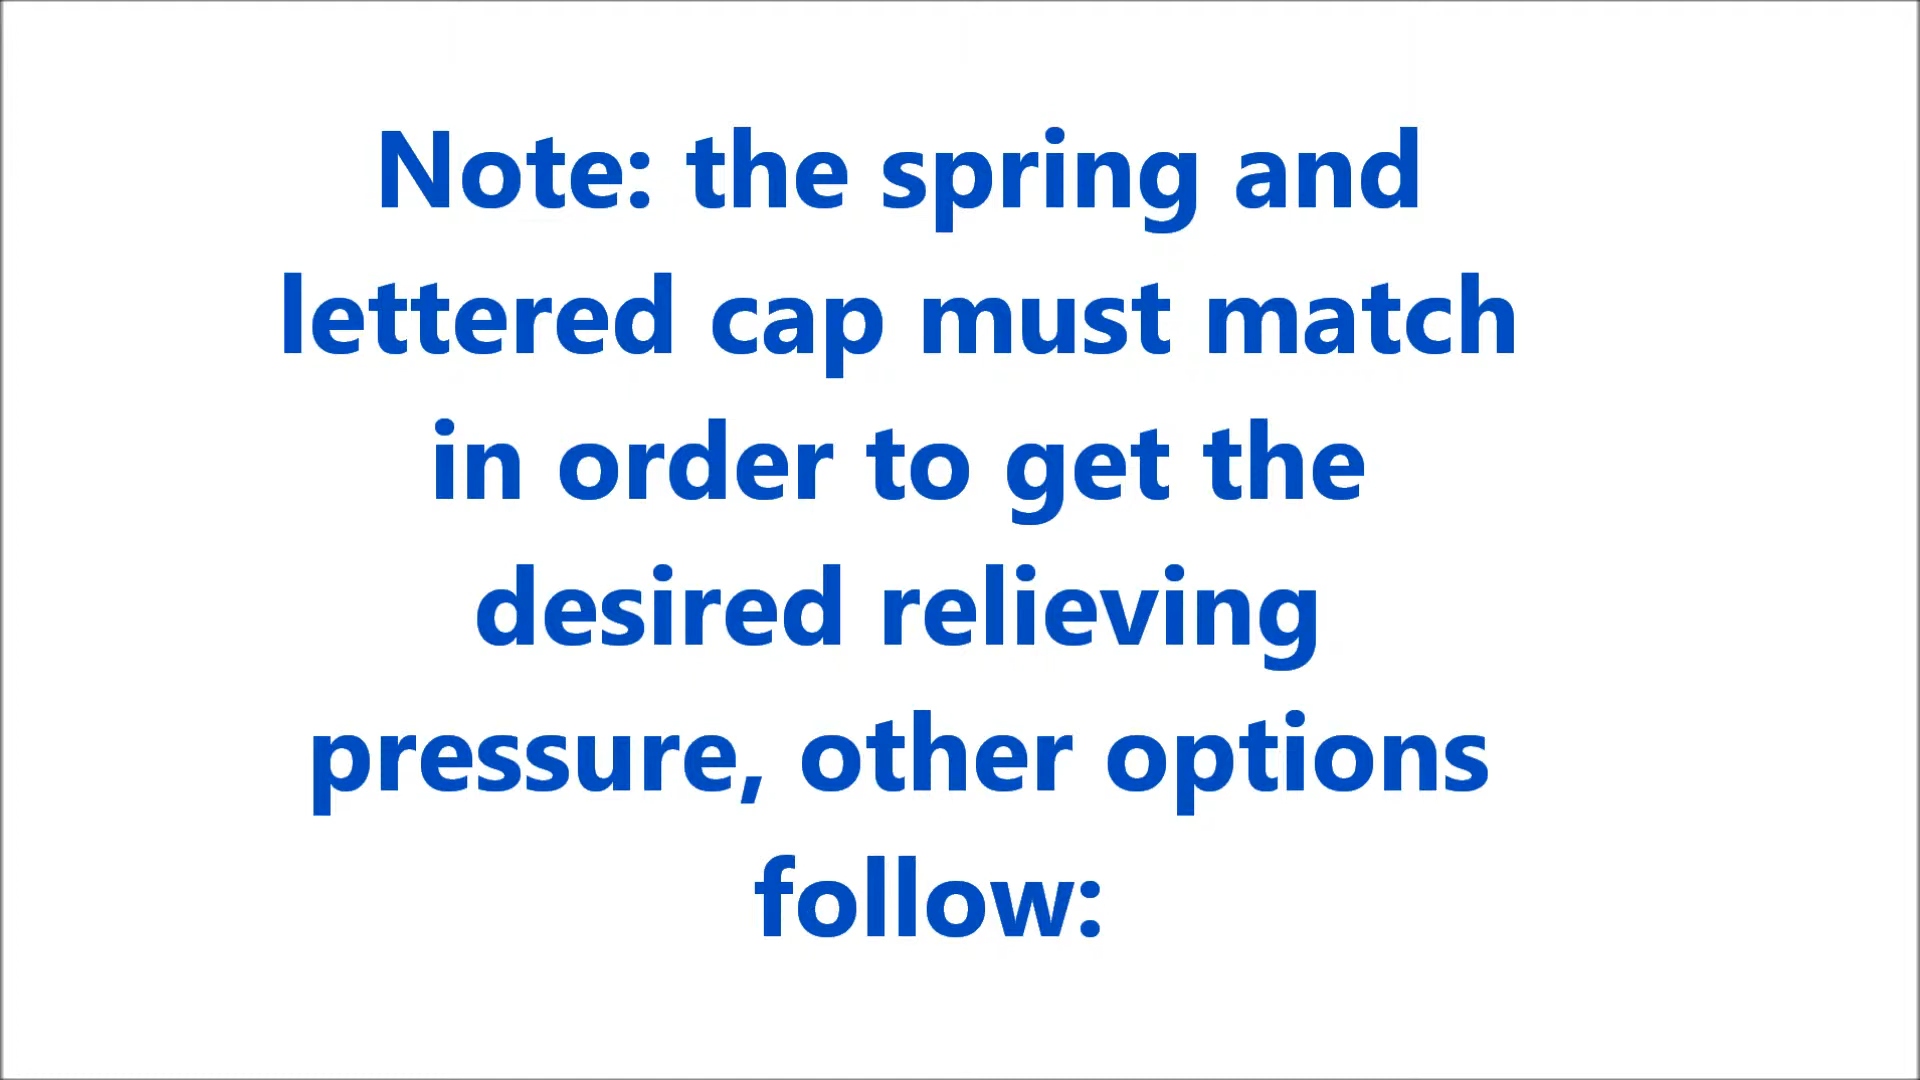 Note: the spring and
lettered cap must match
in order to get the
desired relieving
pressure, other options
follow: